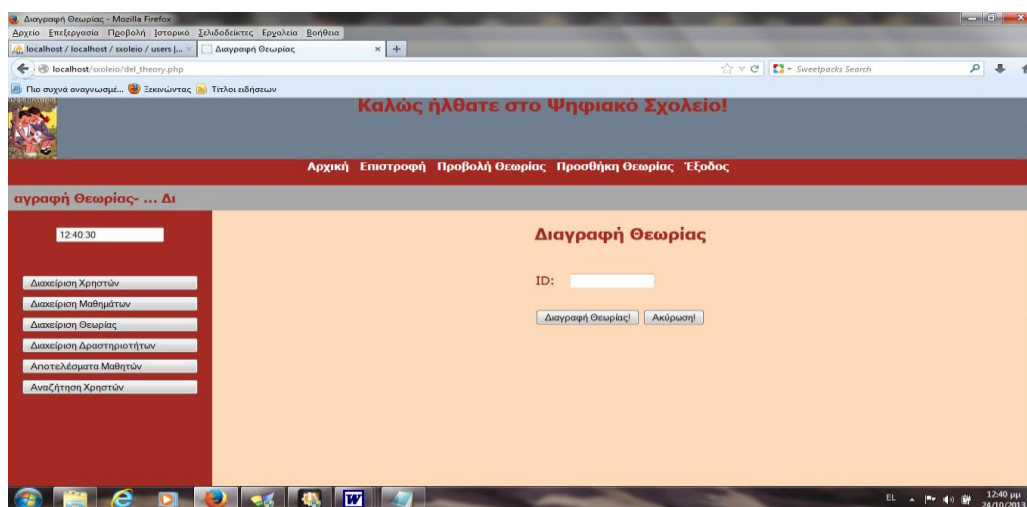 Διαγραφή Θεωρίας - Mozilla Firefox
Αρχείο Επεξεργασία Προβολή Ιστορικό Σελιδοδείκτες Εργαλεία Βοήθεια
localhost / localhost / sxoleio / users |... × Διαγραφή Θεωρίας × +
localhost/sxoleio/del_theory.php Sweetpacks Search
Πιο συχνά αναγνωσμέ... Ξεκινώντας Τίτλοι ειδήσεων
Καλώς ήλθατε στο Ψηφιακό Σχολείο!
Αρχική Επιστροφή Προβολή Θεωρίας Προσθήκη Θεωρίας Έξοδος
αγραφή Θεωρίας- ... Δι
12:40:30
Διαγραφή Θεωρίας
ID:
Διαγραφή Θεωρίας! Ακύρωση!
Διαχείριση Χρηστών
Διαχείριση Μαθημάτων
Διαχείριση Θεωρίας
Διαχείριση Δραστηριοτήτων
Αποτελέσματα Μαθητών
Αναζήτηση Χρηστών
EL 12:40 μμ
24/10/2013